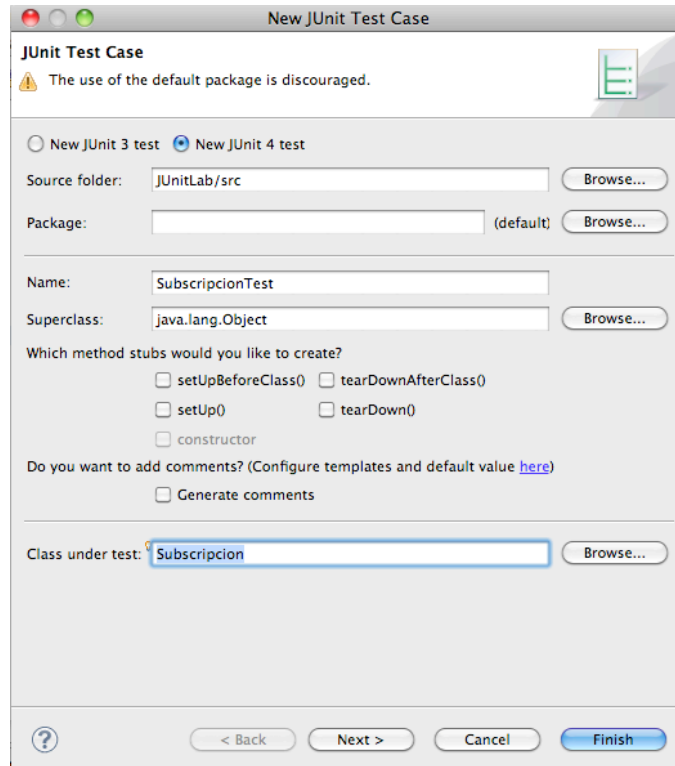 New JUnit Test Case
JUnit Test Case
The use of the default package is discouraged.
New JUnit 3 test New JUnit 4 test
Source folder: JUnitLab/src Browse...
Package: (default) Browse...
Name: SubscripcionTest
Superclass: java.lang.Object Browse...
Which method stubs would you like to create?
setUpBeforeClass() tearDownAfterClass()
setUp() tearDown()
constructor
Do you want to add comments? (Configure templates and default value here)
Generate comments
Class under test: Subscripcion Browse...
? < Back Next > Cancel Finish